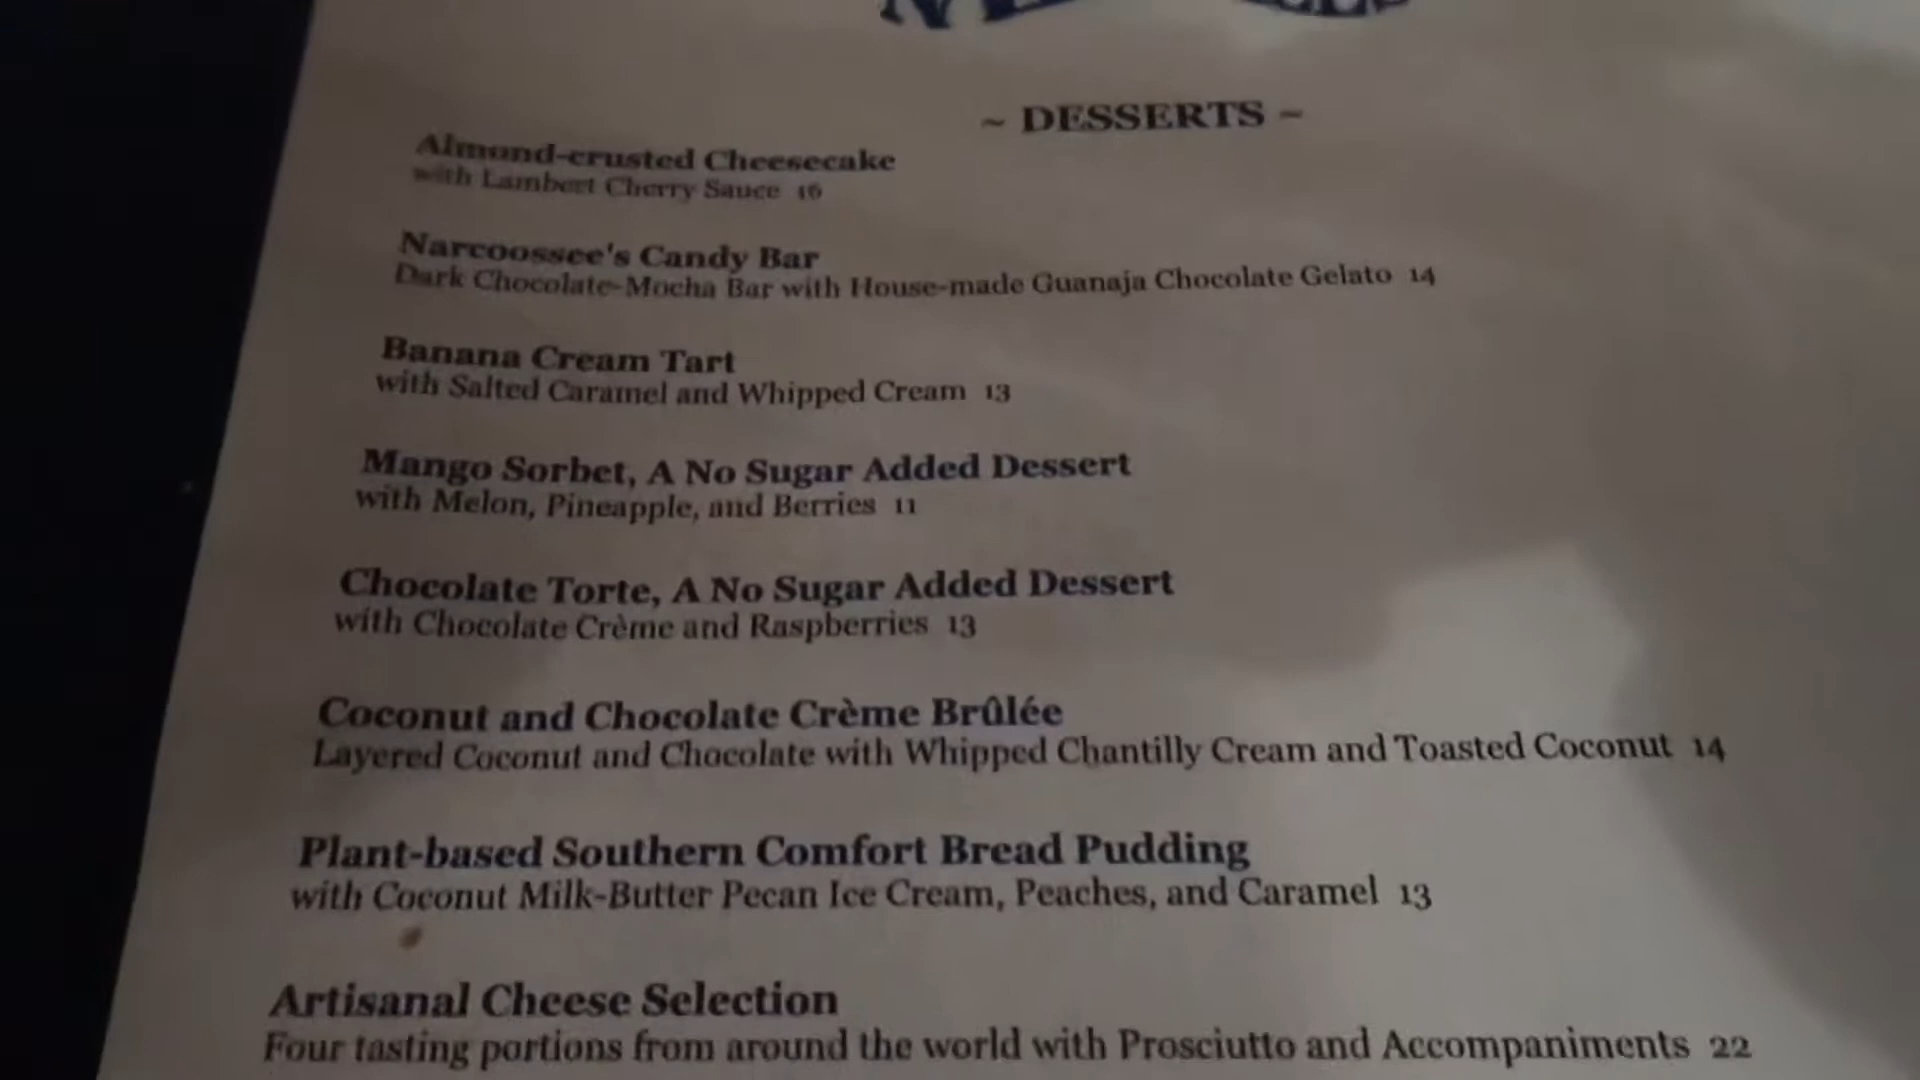 ~ DESSERTS ~
Almond-crusted Cheesecake
with Lambert Cherry Sauce 16
Narcoossee's Candy Bar
Dark Chocolate-Mocha Bar with House-made Guanaja Chocolate Gelato 14
Banana Cream Tart
with Salted Caramel and Whipped Cream 13
Mango Sorbet, A No Sugar Added Dessert
with Melon, Pineapple, and Berries 11
Chocolate Torte, A No Sugar Added Dessert
with Chocolate Crème and Raspberries 13
Coconut and Chocolate Crème Brûlée
Layered Coconut and Chocolate with Whipped Chantilly Cream and Toasted Coconut 14
Plant-based Southern Comfort Bread Pudding
with Coconut Milk-Butter Pecan Ice Cream, Peaches, and Caramel 13
Artisanal Cheese Selection
Four tasting portions from around the world with Prosciutto and Accompaniments 22